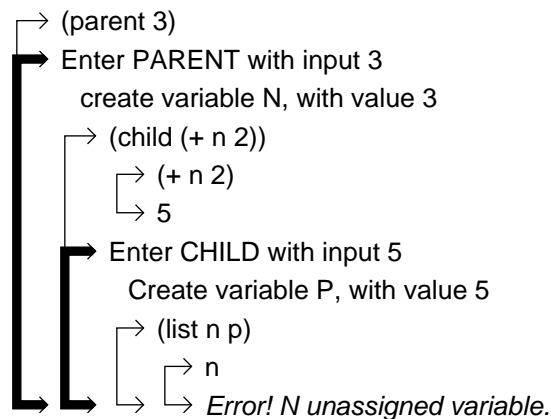 (parent 3)
Enter PARENT with input 3
create variable N, with value 3
(child (+ n 2))
(+ n 2)
5
Enter CHILD with input 5
Create variable P, with value 5
(list n p)
n
Error! N unassigned variable.